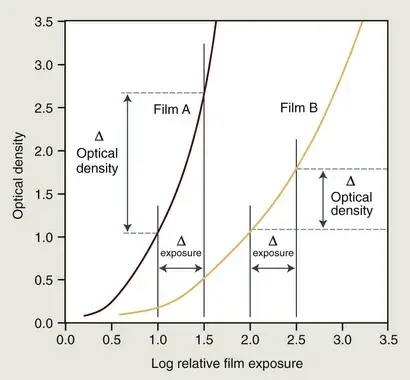 3.5
3.0
2.5
2.0
1.5
1.0
0.5
0.0
Optical density
Film A
Film B
Δ
Optical
density
Δ
Optical
density
Δ
exposure
Δ
exposure
0.0 0.5 1.0 1.5 2.0 2.5 3.0 3.5
Log relative film exposure